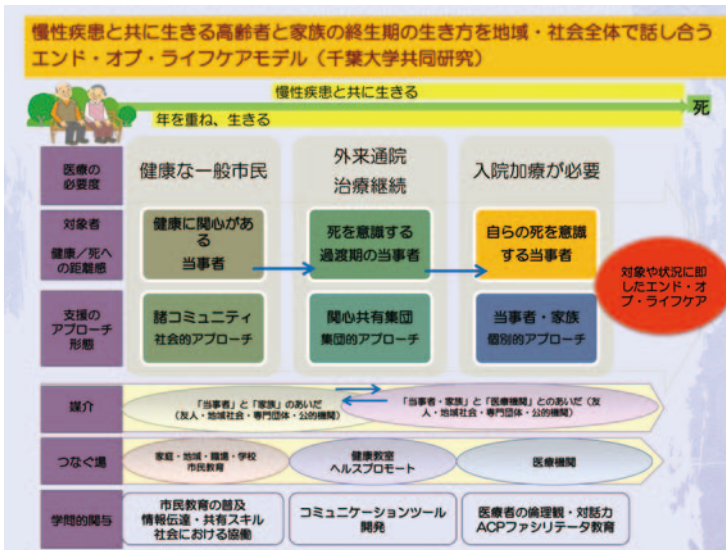 慢性疾患と共に生きる高齢者と家族の終生期の生き方を地域・社会全体で話し合う
エンド・オブ・ライフケアモデル(千葉大学共同研究)
慢性疾患と共に生きる
死
年を重ね、生きる
医療の
必要度
健康な一般市民
外来通院
治療継続
入院加療が必要
対象者
健康/死へ
の距離感
健康に関心があ
る
当事者
死を意識する
過渡期の当事者
自らの死を意識
する当事者
対象や状況に即
したエンド・オ
ブ・ライフケア
支援の
アプローチ
形態
諸コミュニティ
社会的アプローチ
関心共有集団
集団的アプローチ
当事者・家族
個別的アプローチ
媒介
「当事者」と「家族」のあいだ
(友人・地域社会・専門団体・公的機関)
「当事者・家族」と「医療機関」とのあいだ(友
人・地域社会・専門団体・公的機関)
つなぐ場
家庭・地域・職場・学校
市民教育
健康教室
ヘルスプロモート
医療機関
学問的関与
市民教育の普及
情報伝達・共有スキル
社会における協働
コミュニケーションツール
開発
医療者の倫理観・対話力
ACPファシリテータ教育